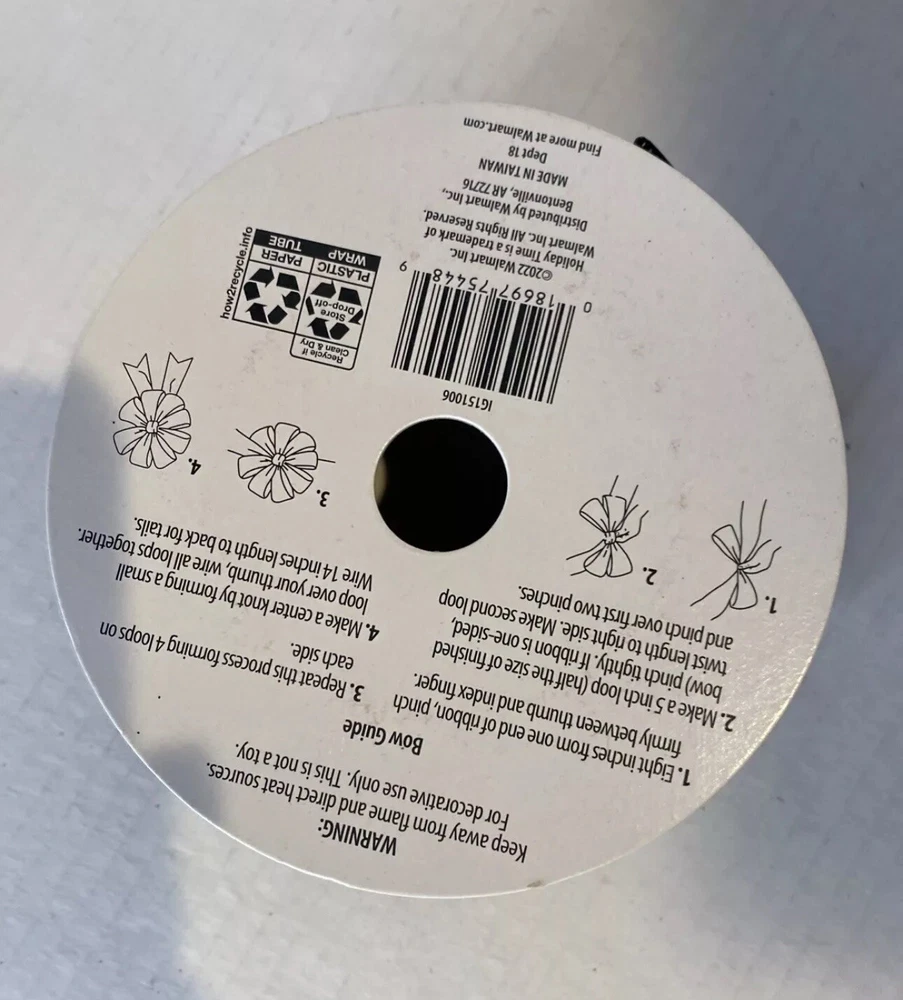 WARNING:
Keep away from flame and direct heat sources.
For decorative use only. This is not a toy.
Bow Guide
1. Eight inches from one end of ribbon, pinch
firmly between thumb and index finger.
2. Make a 5 inch loop (half the size of finished
bow) pinch tightly. If ribbon is one-sided,
twist length to right side. Make second loop
and pinch over first two pinches.
3. Repeat this process forming 4 loops on
each side.
4. Make a center knot by forming a small
loop over your thumb, wire all loops together.
Wire 14 inches length to back for tails.
1.
2.
3.
4.
IG151006
0 18697 75448 9
Recycle if
Clean & Dry
Store
Drop-off
PLASTIC
WRAP
PAPER
TUBE
how2recycle.info
©2022 Walmart Inc.
Holiday Time is a trademark of
Walmart Inc. All Rights Reserved.
Distributed by Walmart Inc.,
Bentonville, AR 72716
MADE IN TAIWAN
Dept 18
Find more at Walmart.com